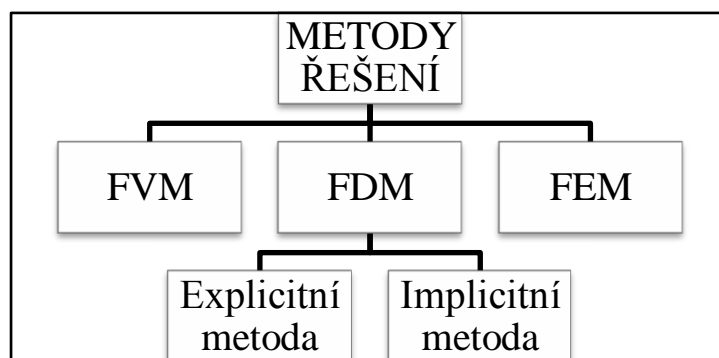 METODY
ŘEŠENÍ
FVM
FDM
FEM
Explicitní
metoda
Implicitní
metoda